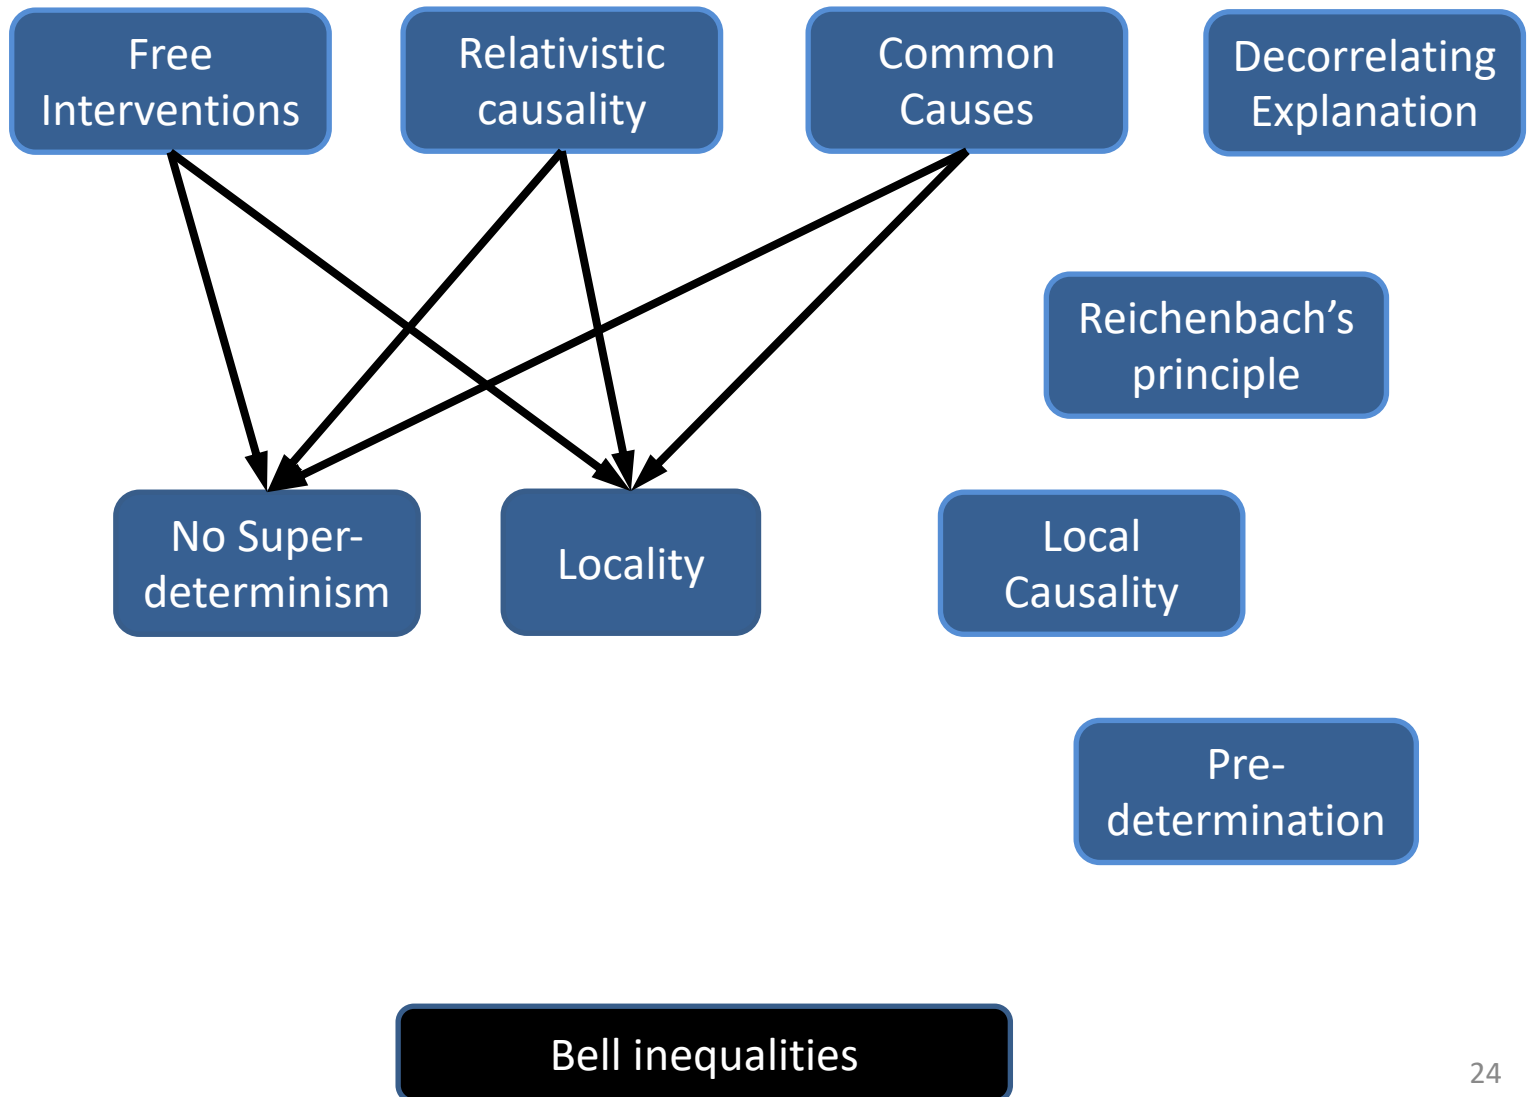 Free
Interventions
Relativistic
causality
Common
Causes
Decorrelating
Explanation
Reichenbach’s
principle
No Super-
determinism
Locality
Local
Causality
Pre-
determination
Bell inequalities
24